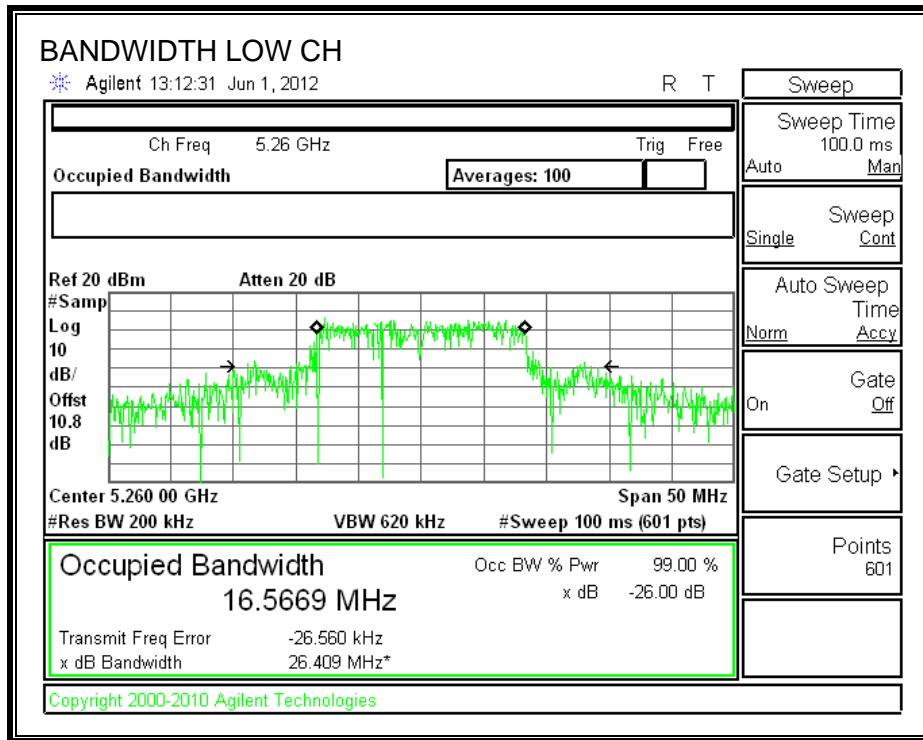 BANDWIDTH LOW CH
Agilent 13:12:31 Jun 1, 2012 R T
Ch Freq 5.26 GHz Trig Free
Occupied Bandwidth Averages: 100
Ref 20 dBm Atten 20 dB
#Samp
Log
10
dB/
Offst
10.8
dB
Center 5.260 00 GHz Span 50 MHz
#Res BW 200 kHz VBW 620 kHz #Sweep 100 ms (601 pts)
Occupied Bandwidth Occ BW % Pwr 99.00 %
16.5669 MHz x dB -26.00 dB
Transmit Freq Error -26.560 kHz
x dB Bandwidth 26.409 MHz*
Copyright 2000-2010 Agilent Technologies
Sweep
Sweep Time
100.0 ms
Auto Man
Sweep
Single Cont
Auto Sweep
Time
Norm Accy
Gate
On Off
Gate Setup
Points
601